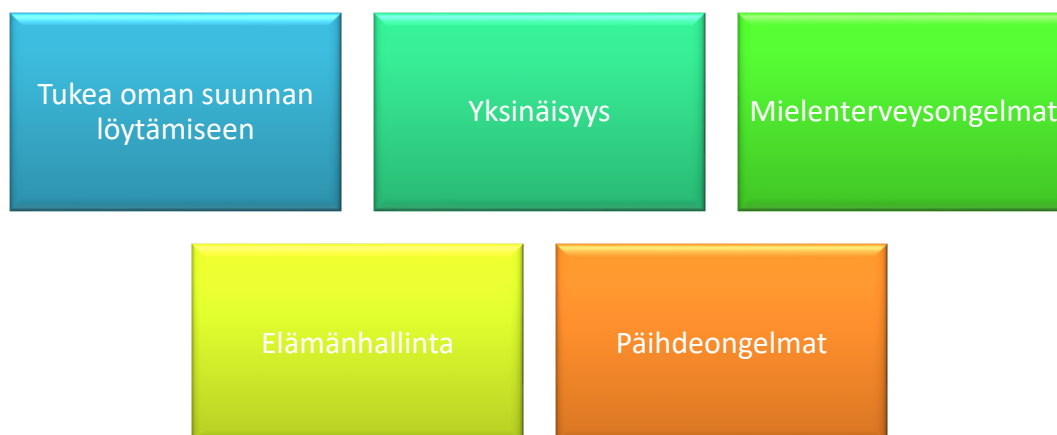 Tukea oman suunnan
löytämiseen
Yksinäisyys
Mielenterveysongelmat
Elämänhallinta
Päihdeongelmat